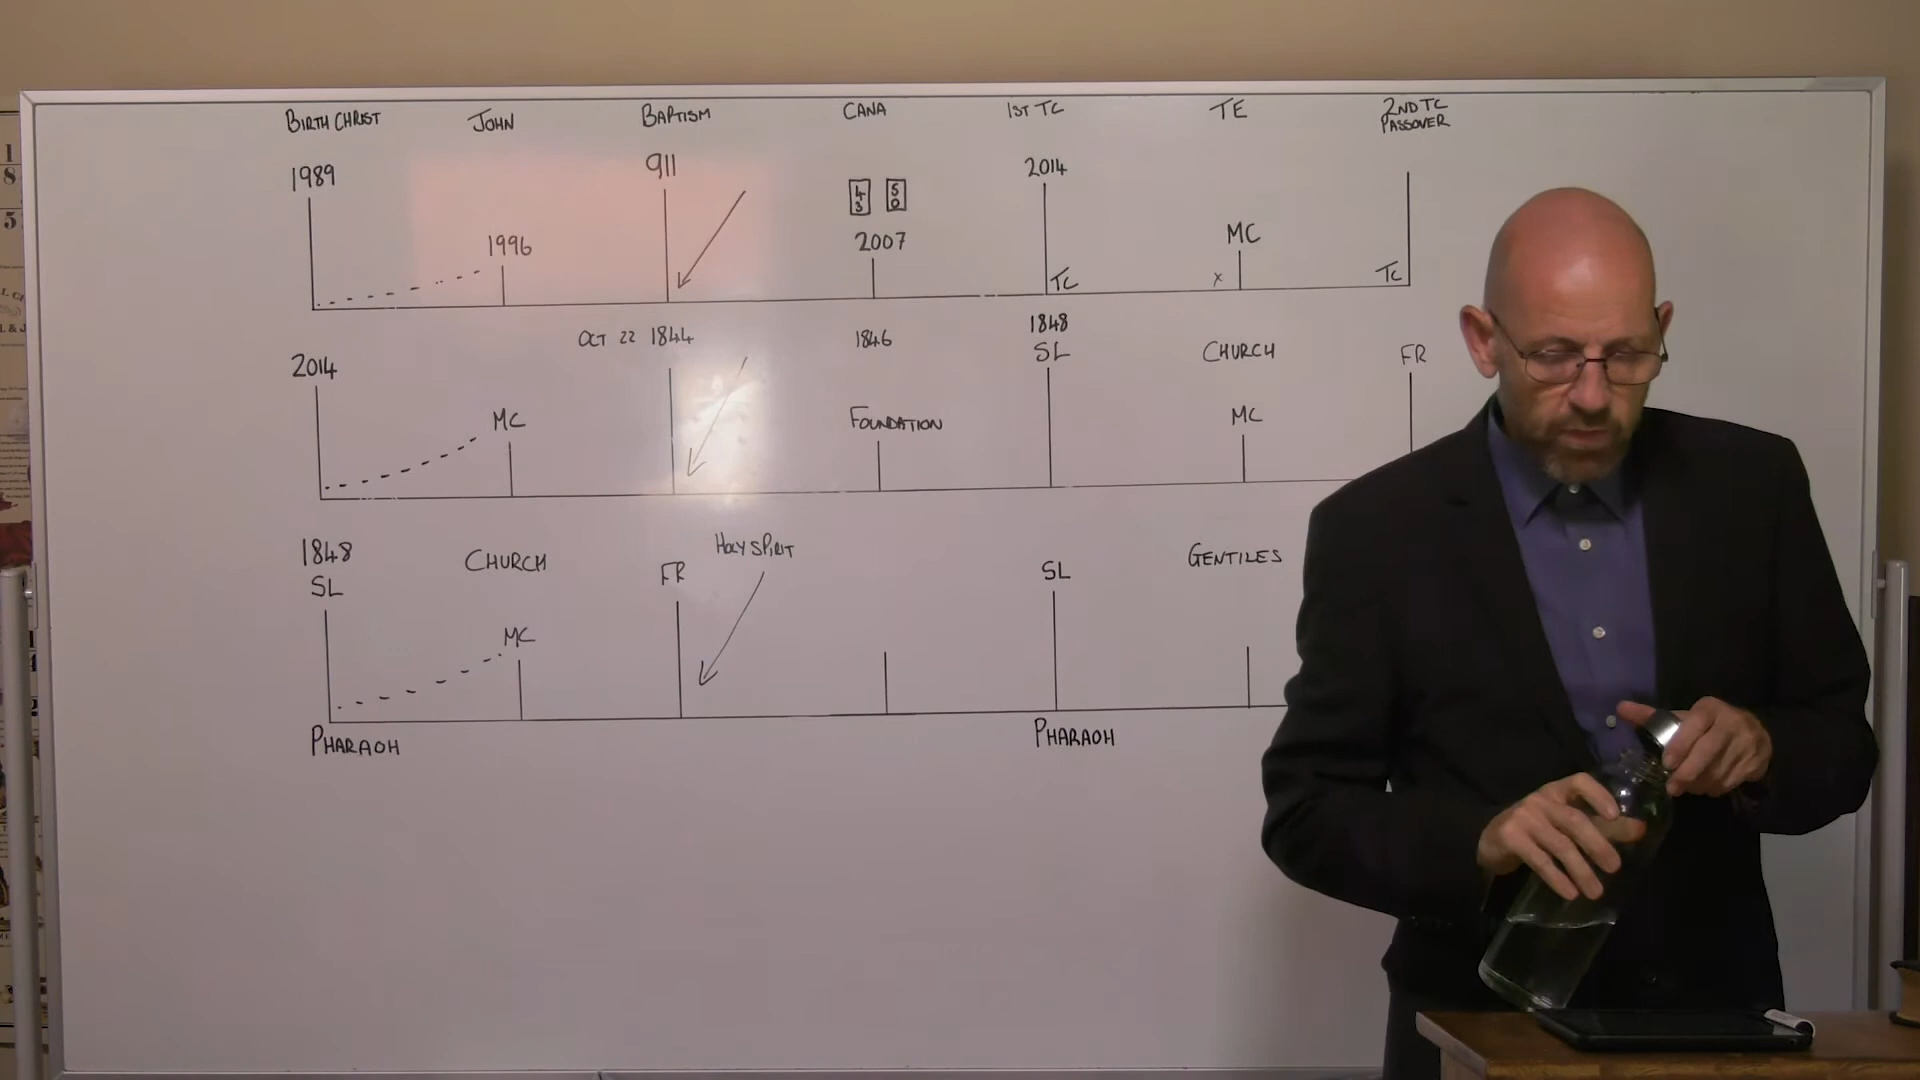 BIRTH CHRIST JOHN BAPTISM CANA 1ST TC TE 2ND TC
PASSOVER
1989 1996 911 43 50 2007 2014 TC x MC TC
OCT 22 1844 1846 1848
2014 MC FOUNDATION SL CHURCH MC FR
1848 CHURCH FR HOLY SPIRIT SL GENTILES
SL MC
PHARAOH PHARAOH